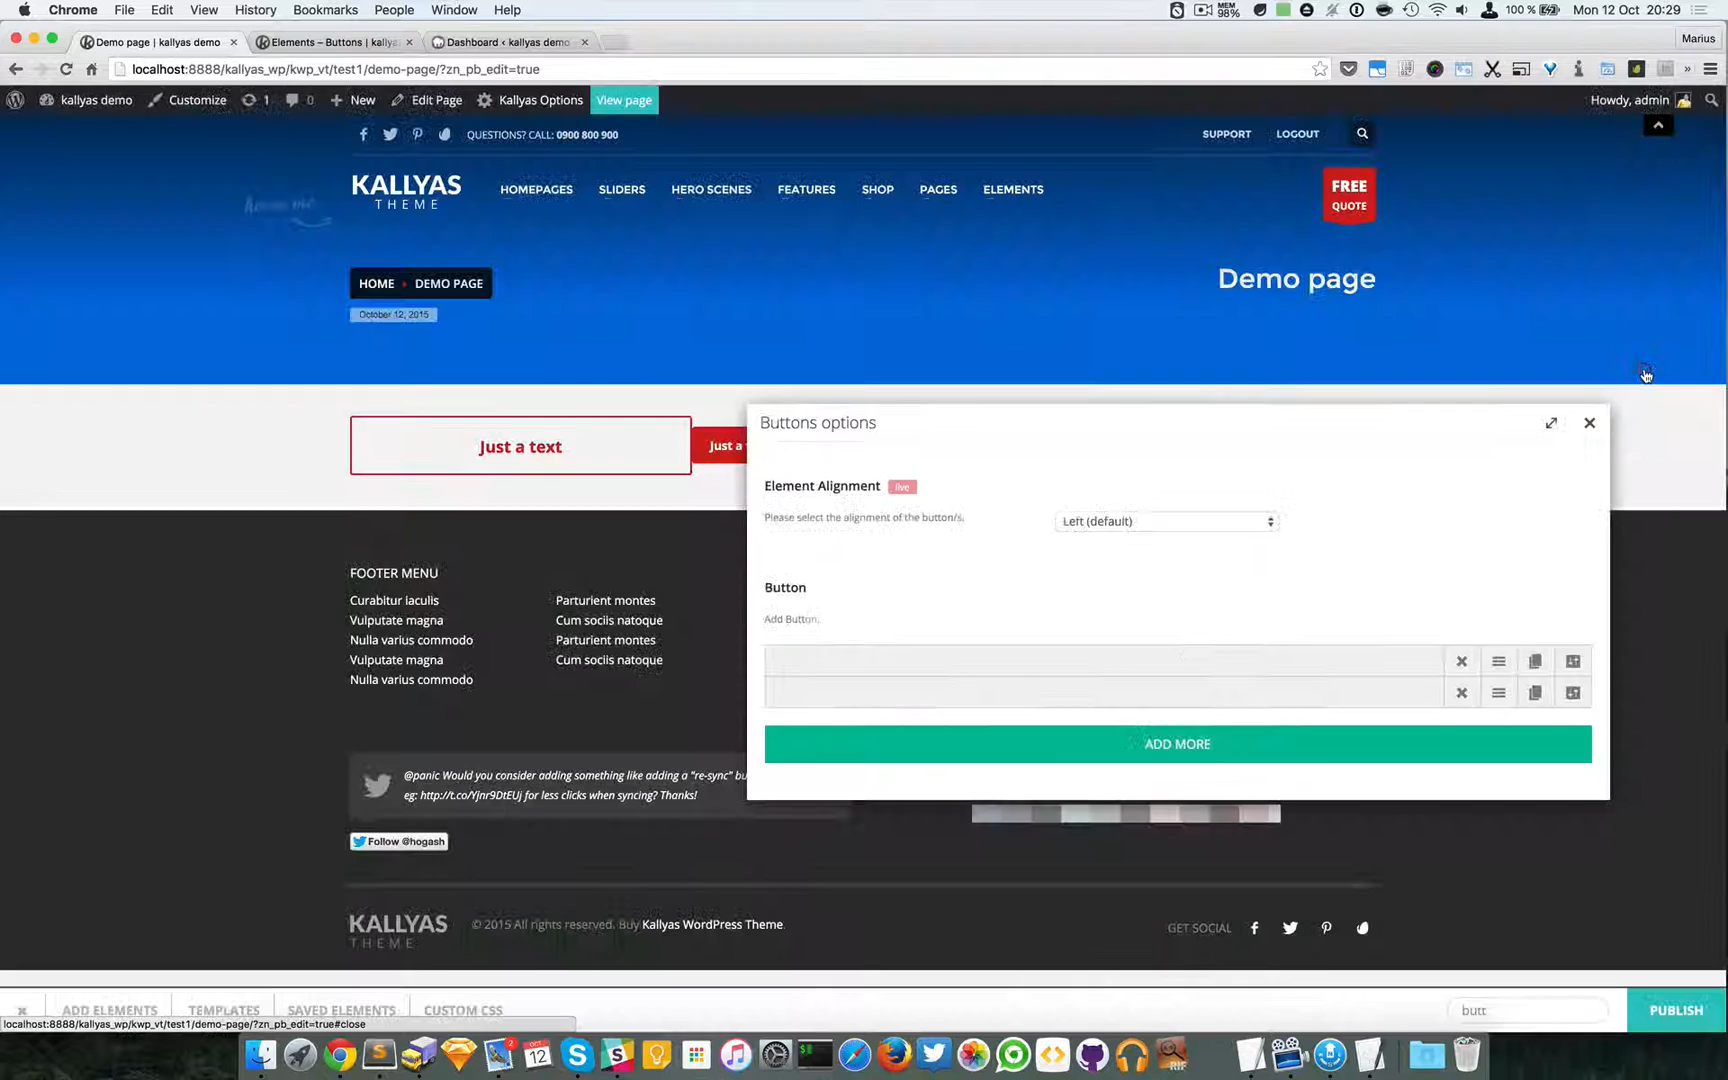 Chrome File Edit View History Bookmarks People Window Help MEM 98% 100 % Mon 12 Oct 20:29
Demo page | kallyas demo Elements – Buttons | kallya Dashboard ‹ kallyas demo Marius
localhost:8888/kallyas_wp/kwp_vt/test1/demo-page/?zn_pb_edit=true
kallyas demo Customize 1 0 New Edit Page Kallyas Options View page Howdy, admin
QUESTIONS? CALL: 0900 800 900 SUPPORT LOGOUT
KALLYAS
THEME
HOMEPAGES SLIDERS HERO SCENES FEATURES SHOP PAGES ELEMENTS
FREE
QUOTE
HOME DEMO PAGE
Demo page
October 12, 2015
Just a text
Just a
Buttons options
Element Alignment live
Please select the alignment of the button/s.
Left (default)
Button
Add Button.
ADD MORE
FOOTER MENU
Curabitur iaculis Parturient montes
Vulputate magna Cum sociis natoque
Nulla varius commodo Parturient montes
Vulputate magna Cum sociis natoque
Nulla varius commodo
@panic Would you consider adding something like adding a "re-sync" bu
eg: http://t.co/Yjnr9DtEUj for less clicks when syncing? Thanks!
Follow @hogash
KALLYAS
THEME
© 2015 All rights reserved. Buy Kallyas WordPress Theme.
GET SOCIAL
ADD ELEMENTS TEMPLATES SAVED ELEMENTS CUSTOM CSS butt PUBLISH
localhost:8888/kallyas_wp/kwp_vt/test1/demo-page/?zn_pb_edit=true#close
2
12
RIF